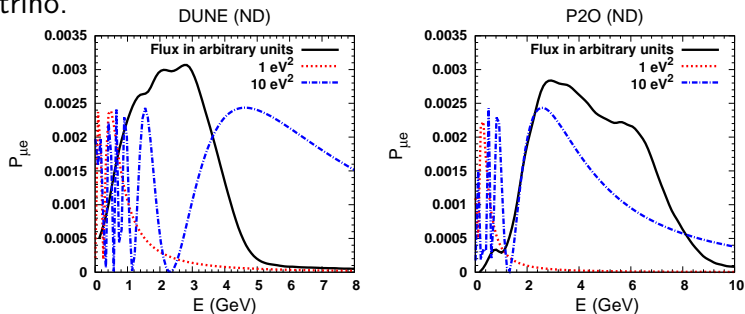 trino.
DUNE (ND)
0.0035
0.003
0.0025
0.002
0.0015
0.001
0.0005
0
P_μe
Flux in arbitrary units
1 eV²
10 eV²
0 1 2 3 4 5 6 7 8
E (GeV)
P2O (ND)
0.0035
0.003
0.0025
0.002
0.0015
0.001
0.0005
0
P_μe
Flux in arbitrary units
1 eV²
10 eV²
0 2 4 6 8 10
E (GeV)